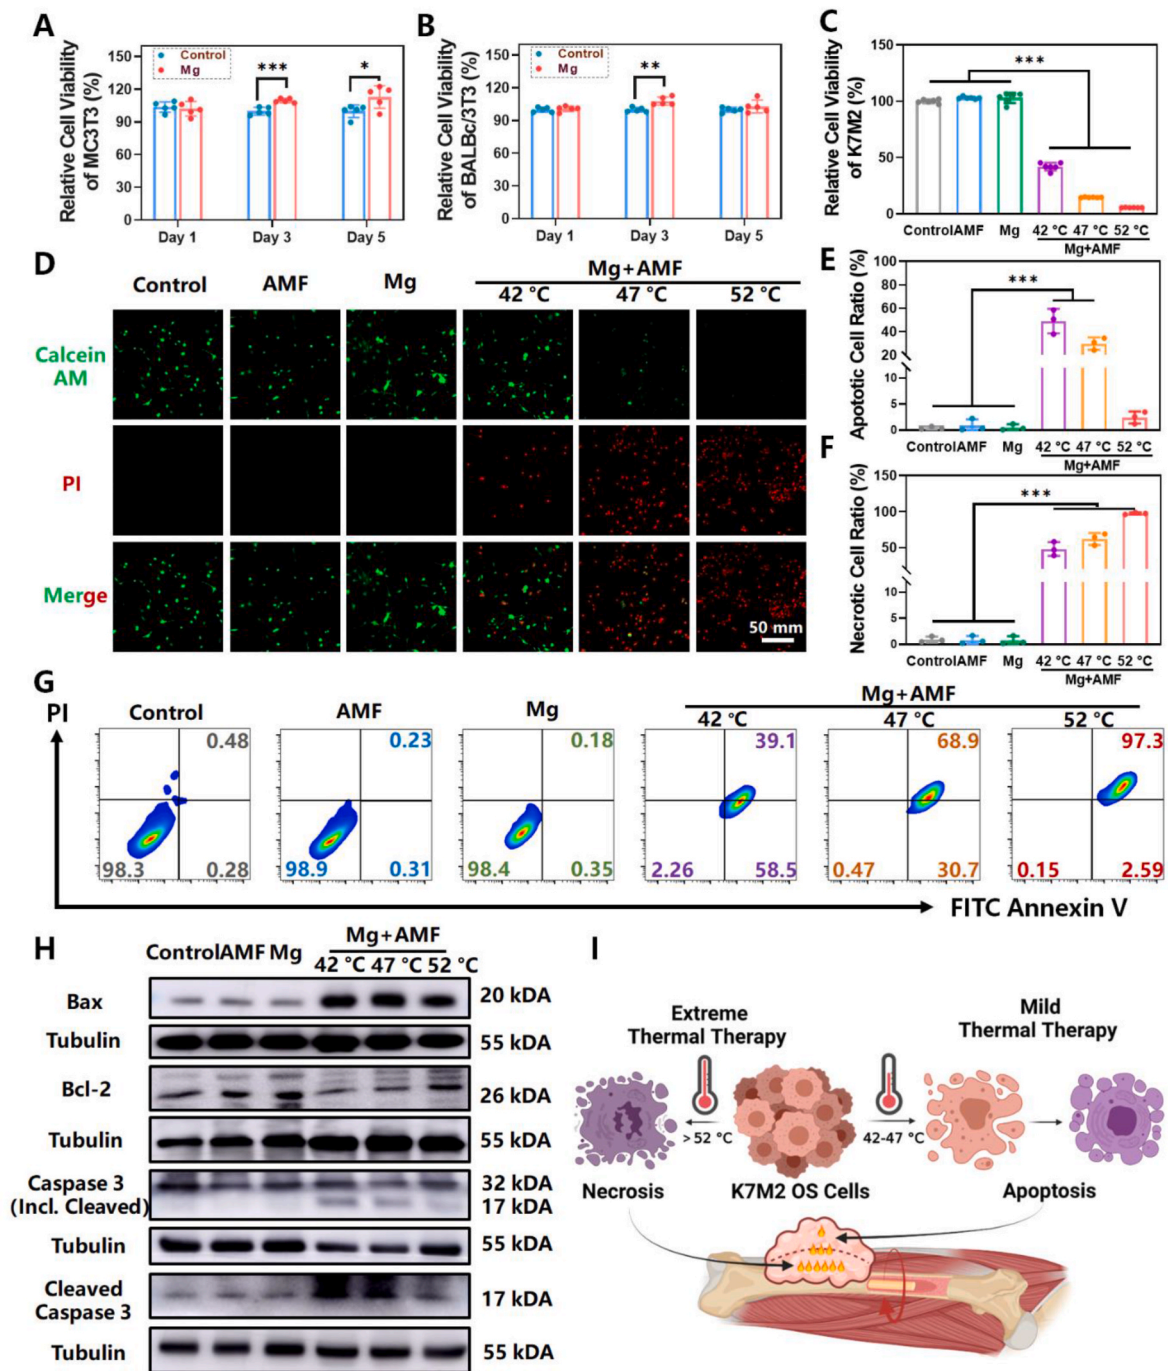 A
Relative Cell Viability
of MC3T3 (%)
150
120
90
60
30
0
Control
Mg
***
*
Day 1
Day 3
Day 5
B
Relative Cell Viability
of BALBc/3T3 (%)
150
120
90
60
30
0
Control
Mg
**
Day 1
Day 3
Day 5
C
Relative Cell Viability
of K7M2 (%)
150
100
50
0
***
Control AMF Mg 42 °C 47 °C 52 °C
Mg+AMF
D
Control AMF Mg
Mg+AMF
42 °C 47 °C 52 °C
Calcein
AM
PI
Merge
50 mm
E
Apototic Cell Ratio (%)
100
80
60
40
20
10
5
0
***
Control AMF Mg 42 °C 47 °C 52 °C
Mg+AMF
F
Necrotic Cell Ratio (%)
150
100
50
10
5
0
***
Control AMF Mg 42 °C 47 °C 52 °C
Mg+AMF
G
PI
Control AMF Mg
Mg+AMF
42 °C 47 °C 52 °C
0.48
98.3 0.28
0.23
98.9 0.31
0.18
98.4 0.35
39.1
2.26 58.5
68.9
0.47 30.7
97.3
0.15 2.59
FITC Annexin V
H
Control AMF Mg
Mg+AMF
42 °C 47 °C 52 °C
Bax 20 kDA
Tubulin 55 kDA
Bcl-2 26 kDA
Tubulin 55 kDA
Caspase 3 32 kDA
(Incl. Cleaved) 17 kDA
Tubulin 55 kDA
Cleaved
Caspase 3 17 kDA
Tubulin 55 kDA
I
Extreme
Thermal Therapy
Mild
Thermal Therapy
> 52 °C
42-47 °C
Necrosis K7M2 OS Cells Apoptosis